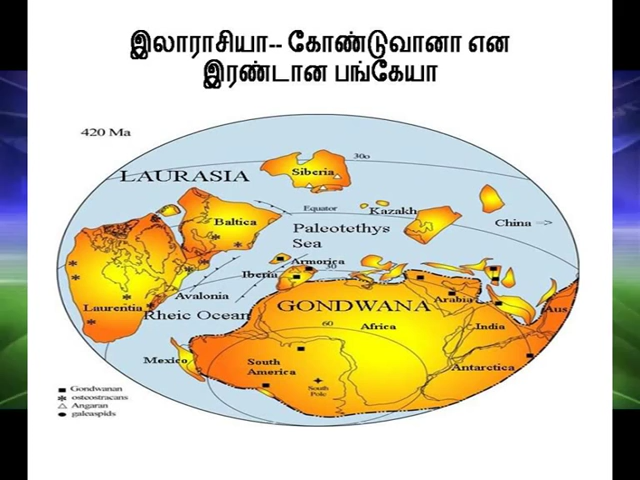 இலாராசியா-- கோண்டுவானா என
இரண்டான பங்கேயா
420 Ma
30o
LAURASIA
Siberia
Equator
Kazakh
Baltica
China
Paleotethys
Sea
Armorica
30
Iberia
Avalonia
Laurentia
Rheic Ocean
GONDWANA
Arabia
Aus
60
Africa
India
Mexico
South
America
Antarctica
South
Pole
Gondwanan
osteostracans
Angaran
galeaspids